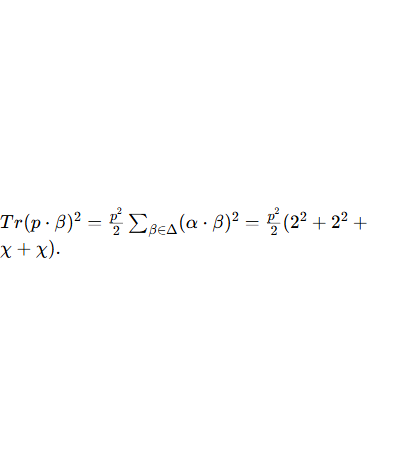 Tr(p · β)² = p²/2 ∑_{β∈Δ}(α · β)² = p²/2 (2² + 2² +
χ + χ).